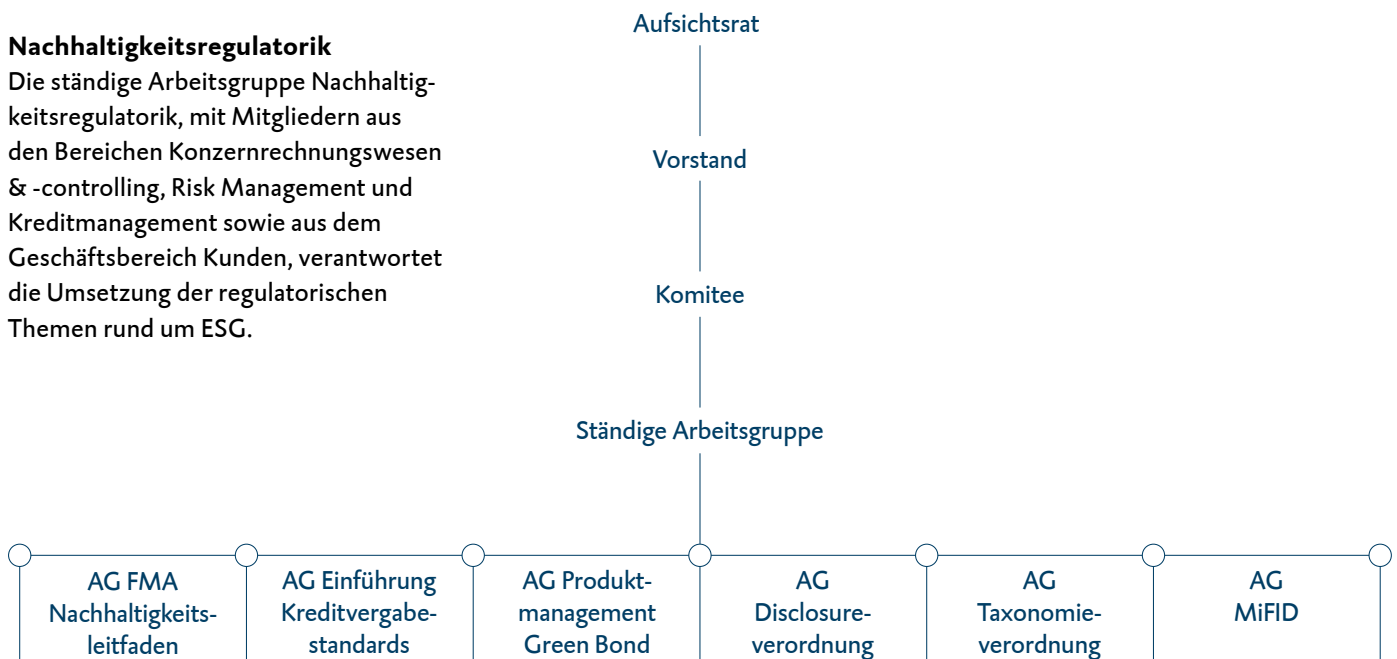 Nachhaltigkeitsregulatorik
Die ständige Arbeitsgruppe Nachhaltig-
keitsregulatorik, mit Mitgliedern aus
den Bereichen Konzernrechnungswesen
& -controlling, Risk Management und
Kreditmanagement sowie aus dem
Geschäftsbereich Kunden, verantwortet
die Umsetzung der regulatorischen
Themen rund um ESG.
Aufsichtsrat
Vorstand
Komitee
Ständige Arbeitsgruppe
AG FMA
Nachhaltigkeits-
leitfaden
AG Einführung
Kreditvergabe-
standards
AG Produkt-
management
Green Bond
AG
Disclosure-
verordnung
AG
Taxonomie-
verordnung
AG
MiFID